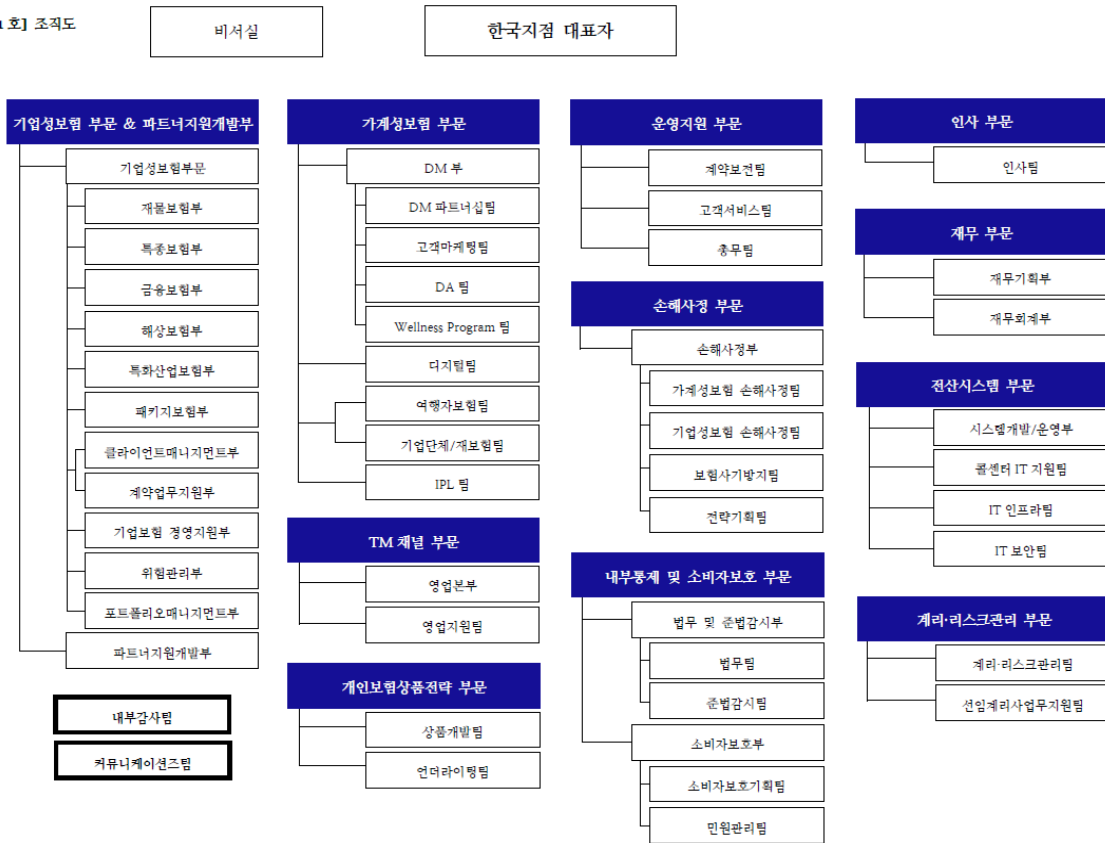 호] 조직도
비서실
한국지점 대표자
기업성보험 부문 & 파트너지원개발부
기업성보험부문
재물보험부
특종보험부
금융보험부
해상보험부
특화산업보험부
패키지보험부
클라이언트매니지먼트부
계약업무지원부
기업보험 경영지원부
위험관리부
포트폴리오매니지먼트부
파트너지원개발부
내부감사팀
커뮤니케이션즈팀
가계성보험 부문
DM 부
DM 파트너십팀
고객마케팅팀
DA 팀
Wellness Program 팀
디지털팀
여행자보험팀
기업단체/재보험팀
IPL 팀
TM 채널 부문
영업본부
영업지원팀
개인보험상품전략 부문
상품개발팀
언더라이팅팀
운영지원 부문
계약보전팀
고객서비스팀
총무팀
손해사정 부문
손해사정부
가계성보험 손해사정팀
기업성보험 손해사정팀
보험사기방지팀
전략기획팀
내부통제 및 소비자보호 부문
법무 및 준법감시부
법무팀
준법감시팀
소비자보호부
소비자보호기획팀
민원관리팀
인사 부문
인사팀
재무 부문
재무기획부
재무회계부
전산시스템 부문
시스템개발/운영부
콜센터 IT 지원팀
IT 인프라팀
IT 보안팀
계리·리스크관리 부문
계리·리스크관리팀
선임계리사업무지원팀